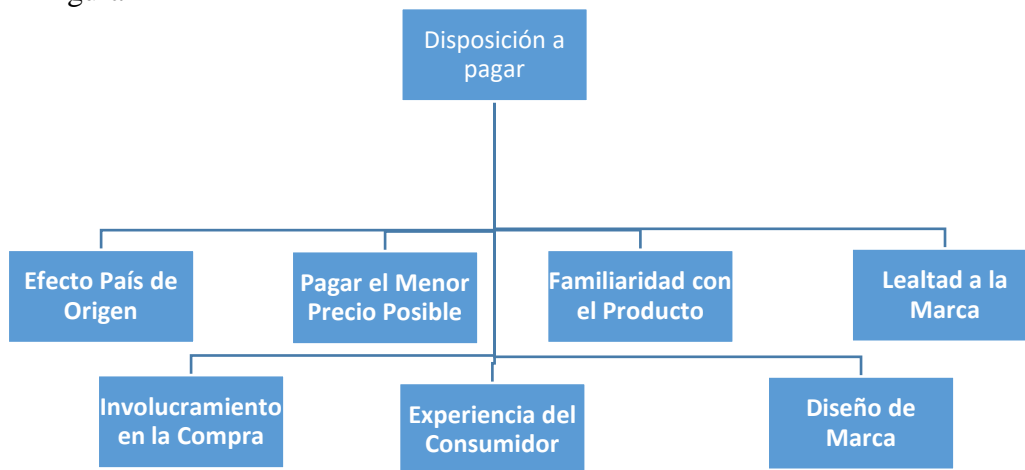 Disposición a
pagar
Efecto País de
Origen
Pagar el Menor
Precio Posible
Familiaridad con
el Producto
Lealtad a la
Marca
Involucramiento
en la Compra
Experiencia del
Consumidor
Diseño de
Marca